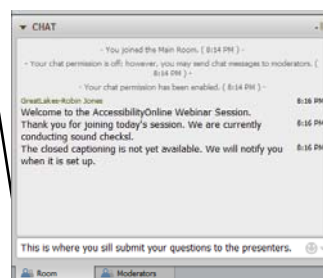 CHAT
- You joined the Main Room. ( 8:14 PM ) -
- Your chat permission is off; however, you may send chat messages to moderators. (
8:14 PM ) -
- Your chat permission has been enabled. ( 8:14 PM ) -
GreatLakes-Robin Jones 8:16 PM
Welcome to the AccessibilityOnline Webinar Session.
Thank you for joining today's session. We are currently 8:16 PM
conducting sound checksl.
The closed captioning is not yet available. We will notify you 8:16 PM
when it is set up.
This is where you sill submit your questions to the presenters.
Room Moderators